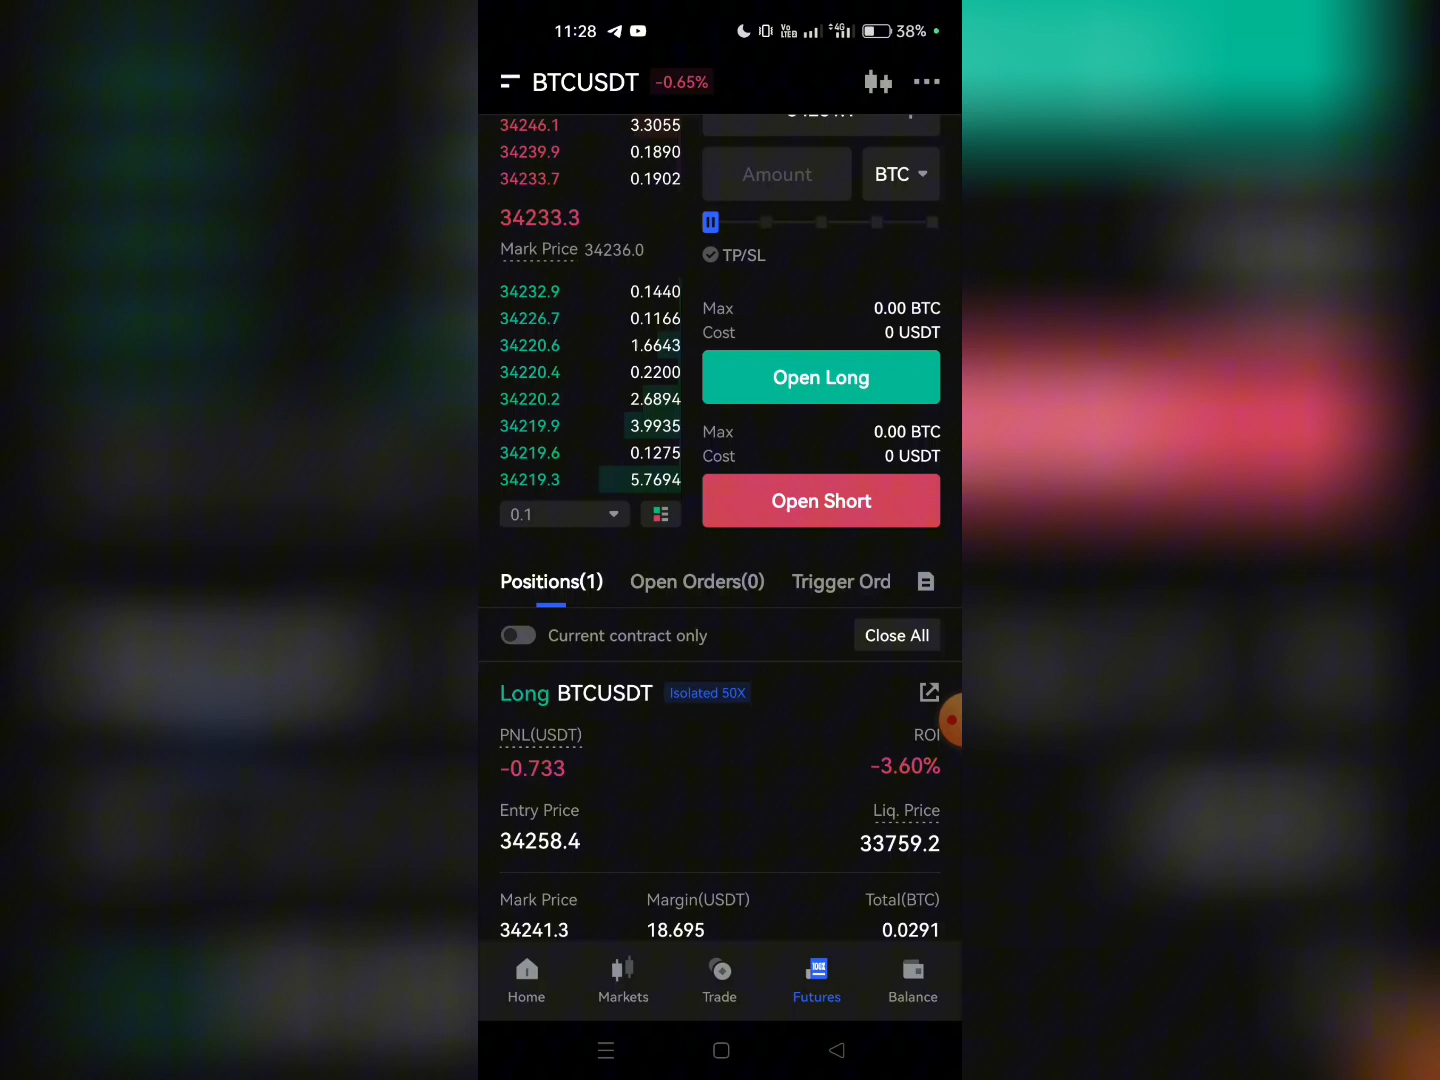 11:28 Vo LTEB 4G 38%
BTCUSDT -0.65%
34246.1 3.3055
34239.9 0.1890
34233.7 0.1902
34233.3
Mark Price 34236.0
34232.9 0.1440
34226.7 0.1166
34220.6 1.6643
34220.4 0.2200
34220.2 2.6894
34219.9 3.9935
34219.6 0.1275
34219.3 5.7694
0.1
Amount BTC
TP/SL
Max 0.00 BTC
Cost 0 USDT
Open Long
Max 0.00 BTC
Cost 0 USDT
Open Short
Positions(1) Open Orders(0) Trigger Ord
Current contract only Close All
Long BTCUSDT Isolated 50X
PNL(USDT) ROI
-0.733 -3.60%
Entry Price Liq. Price
34258.4 33759.2
Mark Price Margin(USDT) Total(BTC)
34241.3 18.695 0.0291
100X
Home Markets Trade Futures Balance